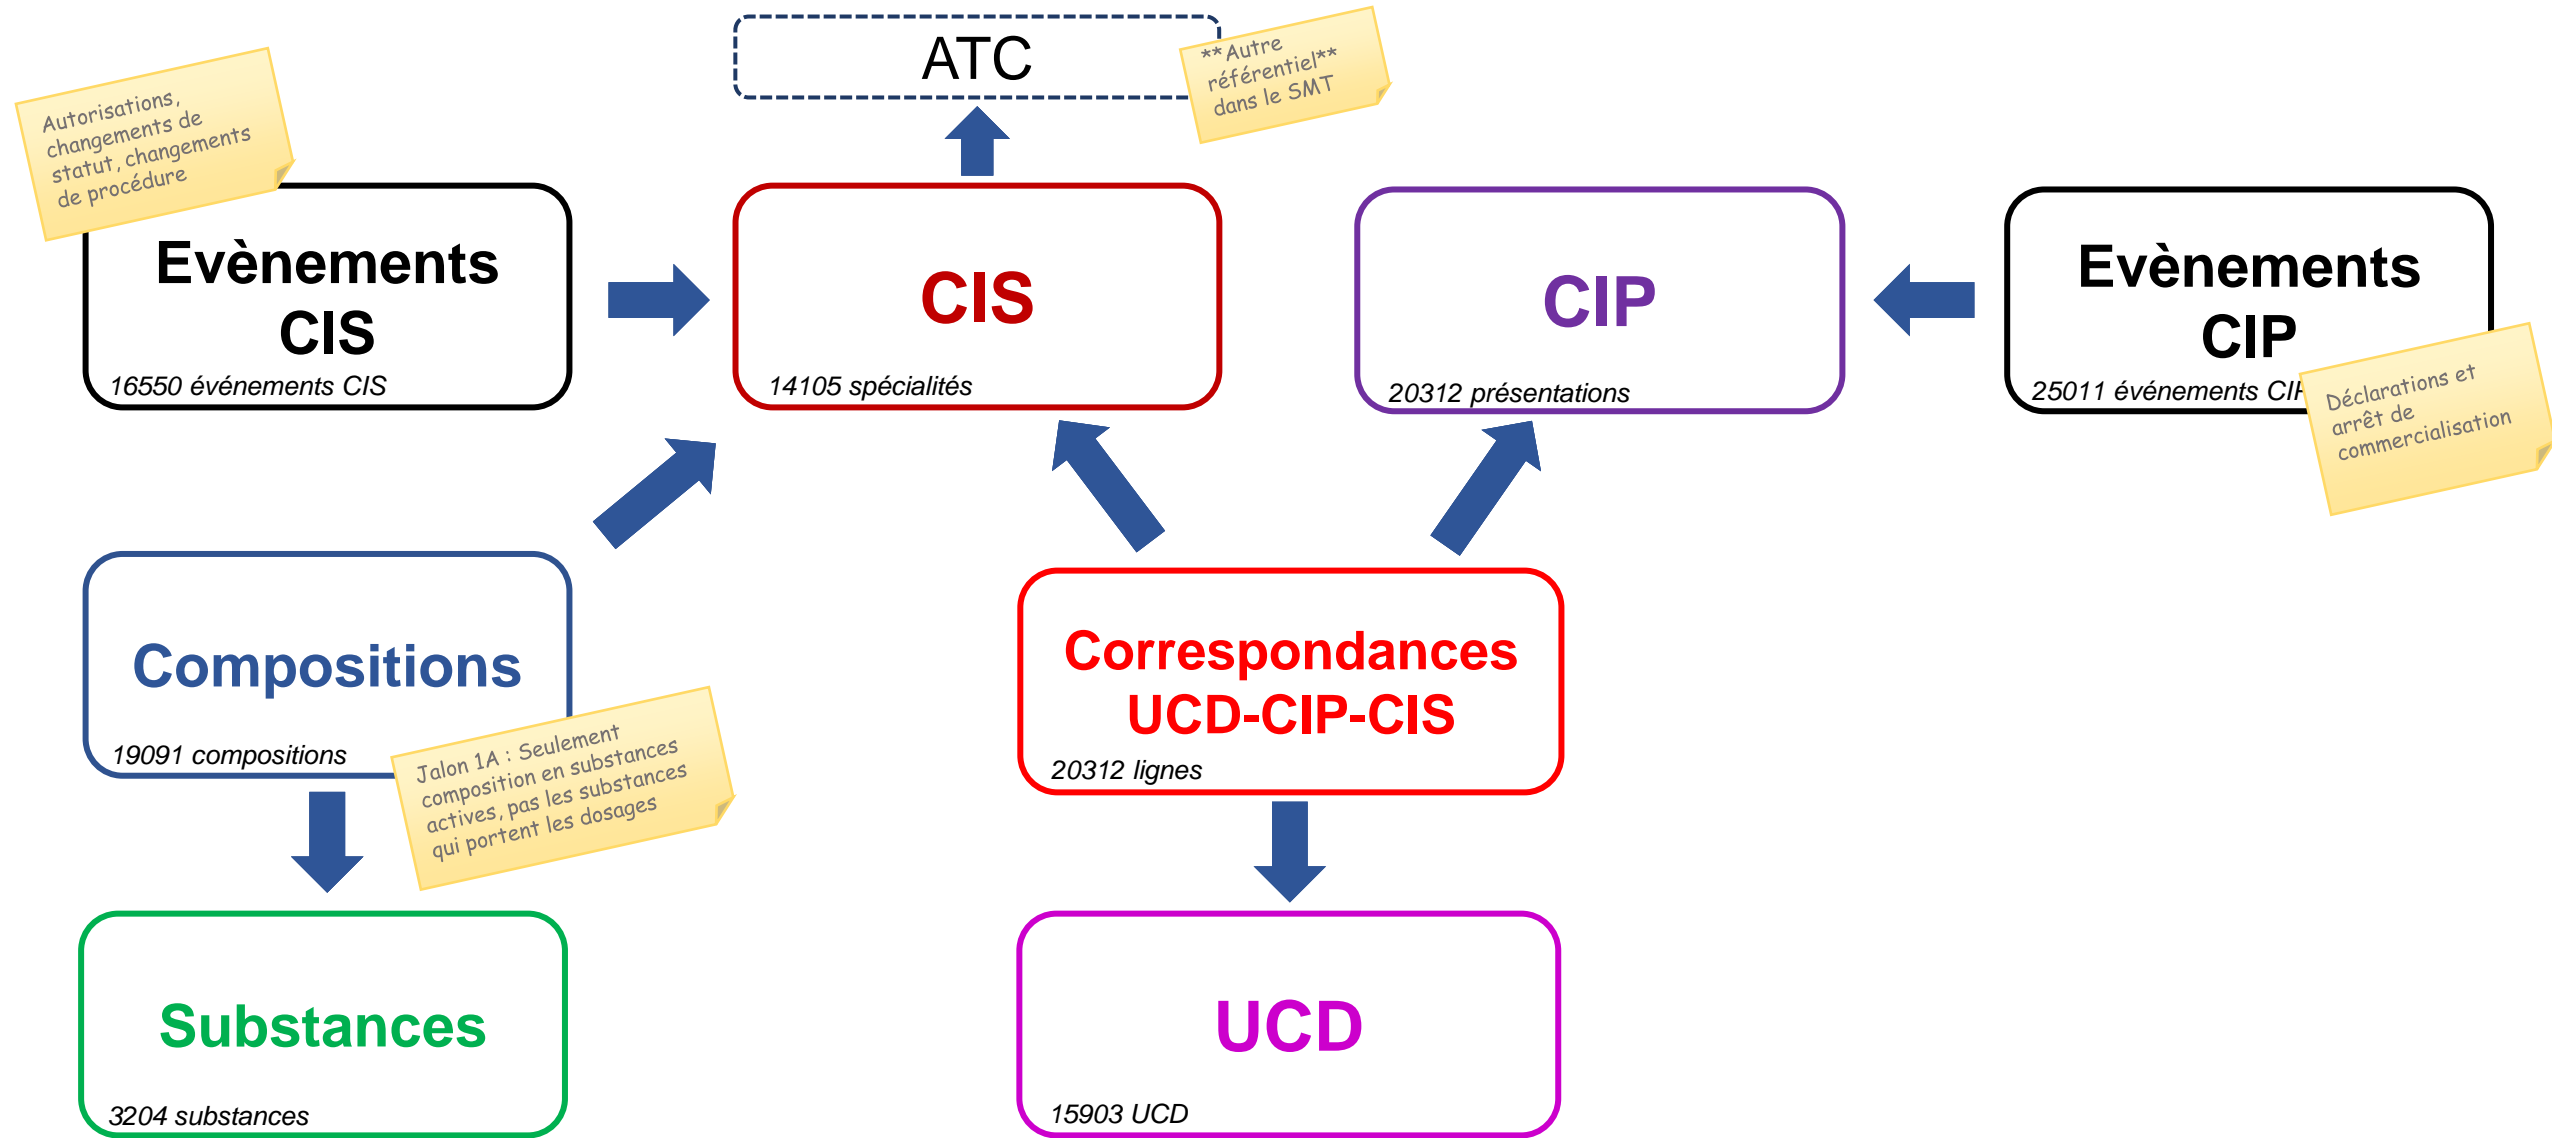 ATC
**Autre
référentiel**
dans le SMT
Autorisations,
changements de
statut, changements
de procédure
Evènements
CIS
16550 événements CIS
CIS
14105 spécialités
CIP
20312 présentations
Evènements
CIP
25011 événements CIP
Déclarations et
arrêt de
commercialisation
Compositions
19091 compositions
Jalon 1A : Seulement
composition en substances
actives, pas les substances
qui portent les dosages
Correspondances
UCD-CIP-CIS
20312 lignes
Substances
3204 substances
UCD
15903 UCD